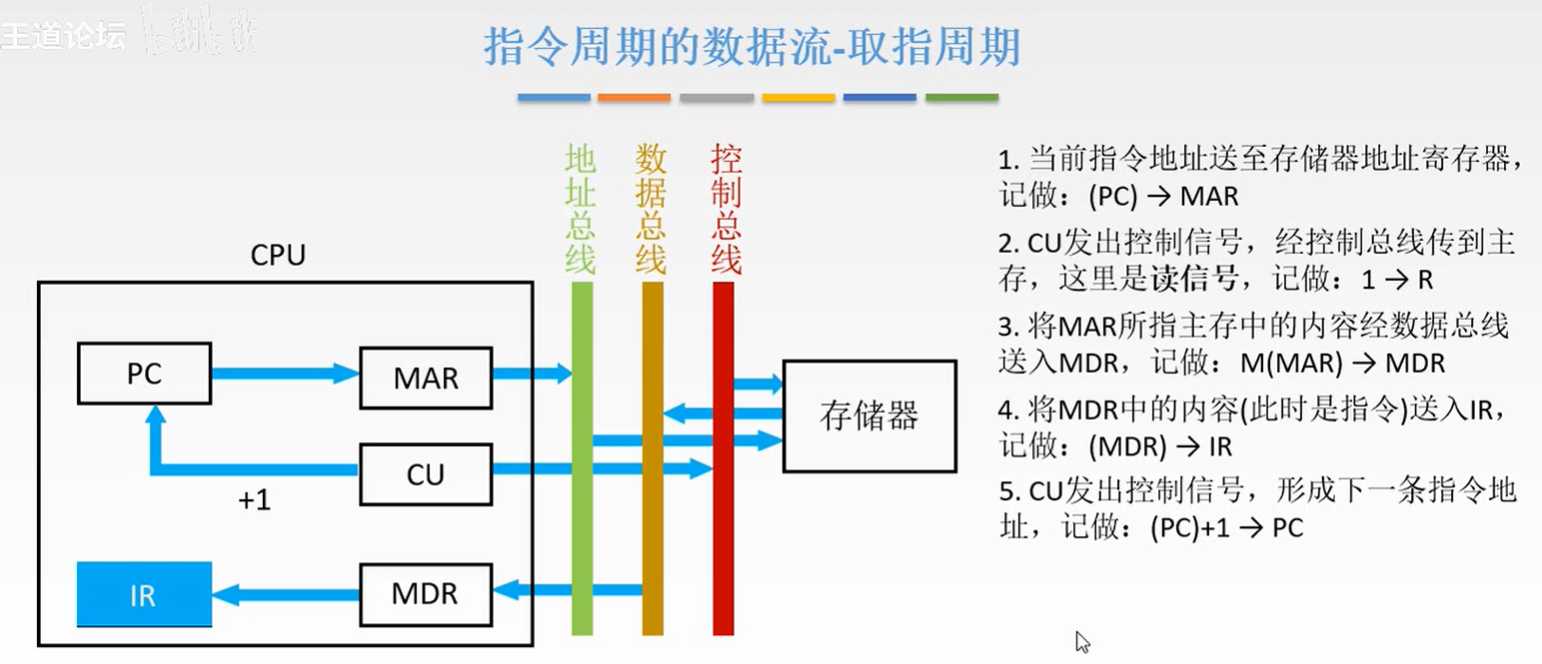 王道论坛 bilibili
指令周期的数据流-取指周期
地址总线
数据总线
控制总线
1. 当前指令地址送至存储器地址寄存器，
记做：(PC) → MAR
2. CU发出控制信号，经控制总线传到主
存，这里是读信号，记做：1 → R
3. 将MAR所指主存中的内容经数据总线
送入MDR，记做：M(MAR) → MDR
4. 将MDR中的内容(此时是指令)送入IR，
记做：(MDR) → IR
5. CU发出控制信号，形成下一条指令地
址，记做：(PC)+1 → PC
CPU
PC
MAR
存储器
CU
+1
IR
MDR